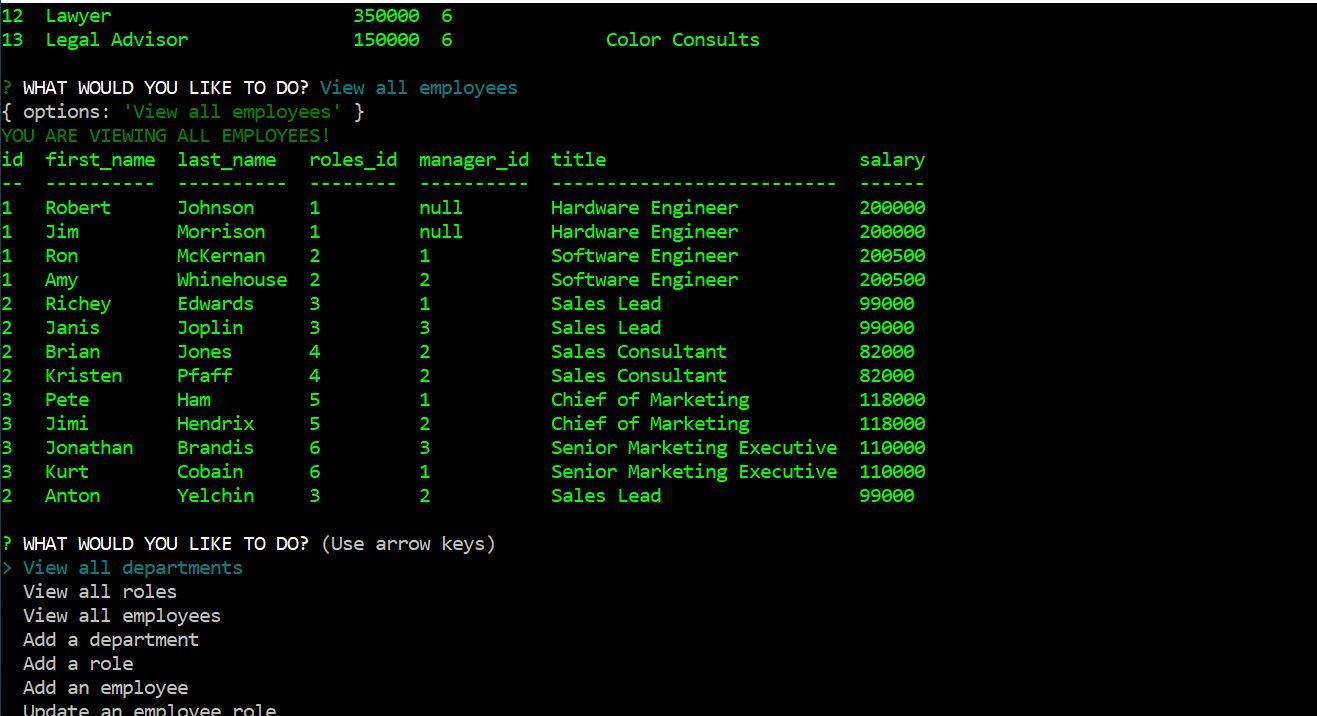 12  Lawyer                      350000  6
13  Legal Advisor               150000  6              Color Consults
? WHAT WOULD YOU LIKE TO DO? View all employees
{ options: 'View all employees' }
YOU ARE VIEWING ALL EMPLOYEES!
id  first_name  last_name   roles_id  manager_id  title                       salary
--  ----------  ----------  --------  ----------  --------------------------  ------
1   Robert      Johnson     1         null        Hardware Engineer           200000
1   Jim         Morrison    1         null        Hardware Engineer           200000
1   Ron         McKernan    2         1           Software Engineer           200500
1   Amy         Whinehouse  2         2           Software Engineer           200500
2   Richey      Edwards     3         1           Sales Lead                  99000
2   Janis       Joplin      3         3           Sales Lead                  99000
2   Brian       Jones       4         2           Sales Consultant            82000
2   Kristen     Pfaff       4         2           Sales Consultant            82000
3   Pete        Ham         5         1           Chief of Marketing          118000
3   Jimi        Hendrix     5         2           Chief of Marketing          118000
3   Jonathan    Brandis     6         3           Senior Marketing Executive  110000
3   Kurt        Cobain      6         1           Senior Marketing Executive  110000
2   Anton       Yelchin     3         2           Sales Lead                  99000
? WHAT WOULD YOU LIKE TO DO? (Use arrow keys)
> View all departments
  View all roles
  View all employees
  Add a department
  Add a role
  Add an employee
  Update an employee role